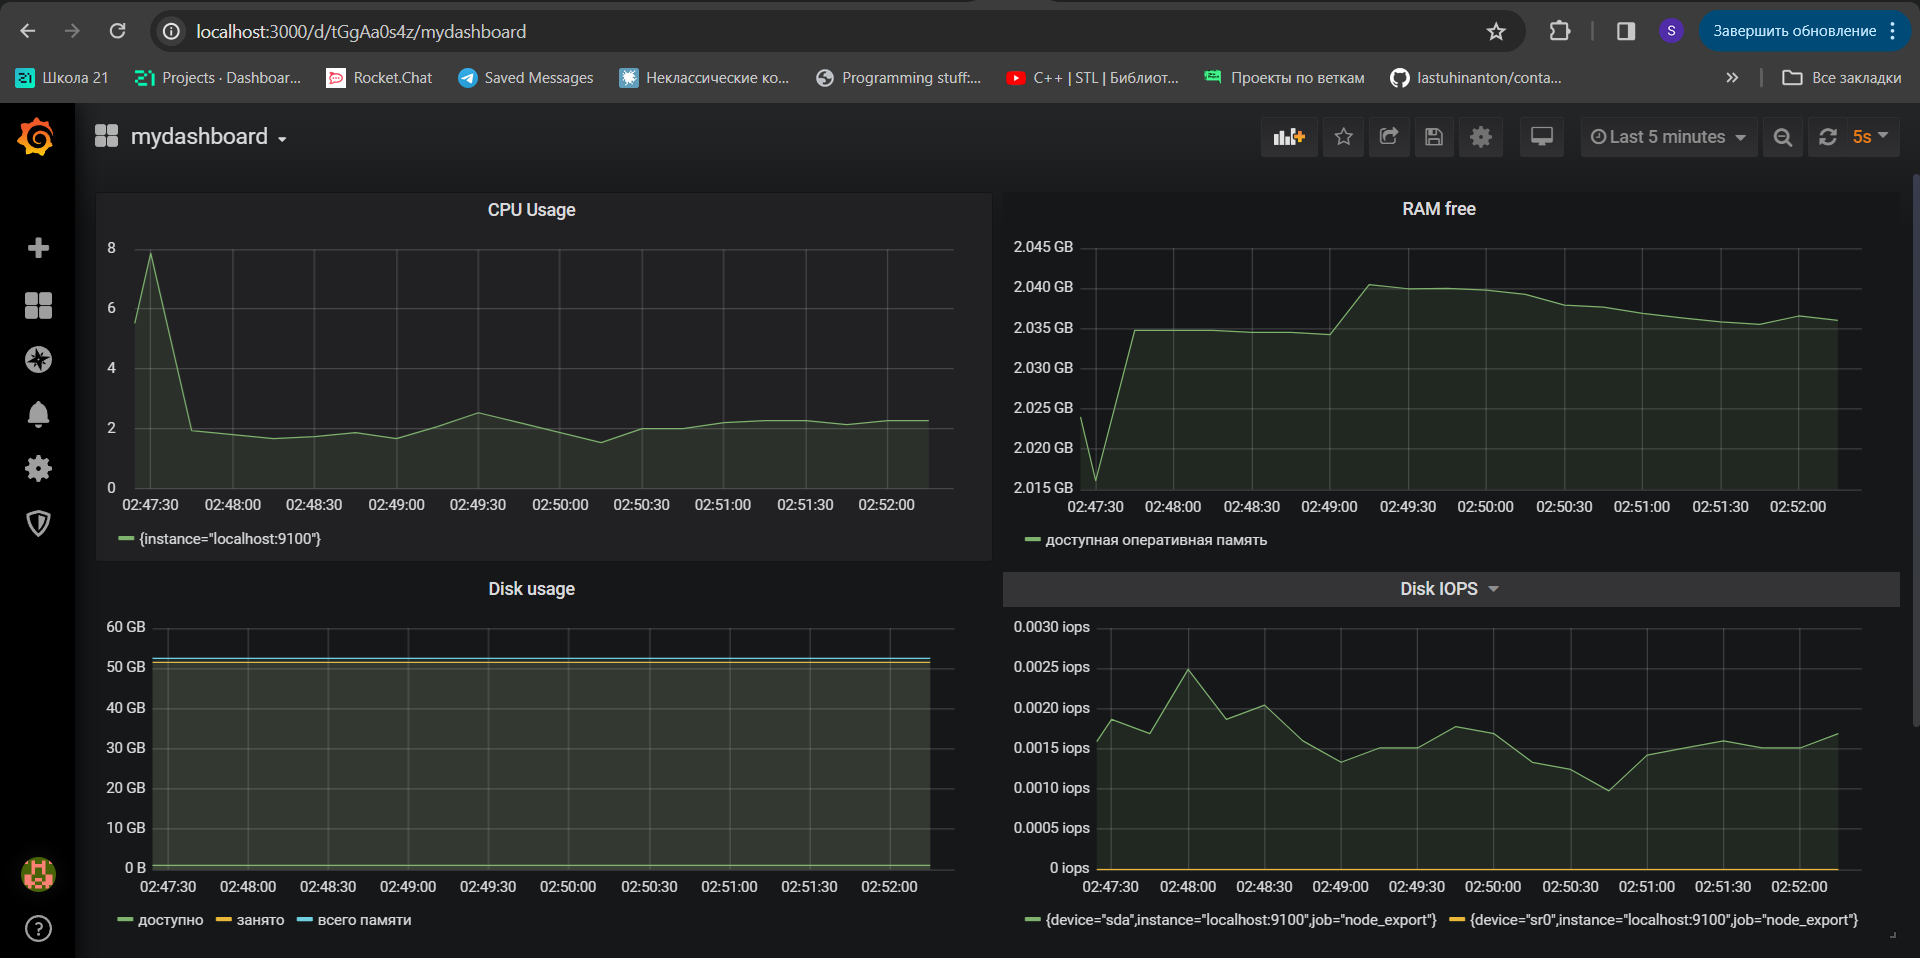 localhost:3000/d/tGgAa0s4z/mydashboard
S
Завершить обновление
Школа 21
Projects · Dashboar...
Rocket.Chat
Saved Messages
Неклассические ко...
Programming stuff:...
C++ | STL | Библиот...
Проекты по веткам
lastuhinanton/conta...
»
Все закладки
mydashboard
Last 5 minutes
5s
CPU Usage
8
6
4
2
0
02:47:30 02:48:00 02:48:30 02:49:00 02:49:30 02:50:00 02:50:30 02:51:00 02:51:30 02:52:00
{instance="localhost:9100"}
RAM free
2.045 GB
2.040 GB
2.035 GB
2.030 GB
2.025 GB
2.020 GB
2.015 GB
02:47:30 02:48:00 02:48:30 02:49:00 02:49:30 02:50:00 02:50:30 02:51:00 02:51:30 02:52:00
доступная оперативная память
Disk usage
60 GB
50 GB
40 GB
30 GB
20 GB
10 GB
0 B
02:47:30 02:48:00 02:48:30 02:49:00 02:49:30 02:50:00 02:50:30 02:51:00 02:51:30 02:52:00
доступно занято всего памяти
Disk IOPS
0.0030 iops
0.0025 iops
0.0020 iops
0.0015 iops
0.0010 iops
0.0005 iops
0 iops
02:47:30 02:48:00 02:48:30 02:49:00 02:49:30 02:50:00 02:50:30 02:51:00 02:51:30 02:52:00
{device="sda",instance="localhost:9100",job="node_export"} {device="sr0",instance="localhost:9100",job="node_export"}